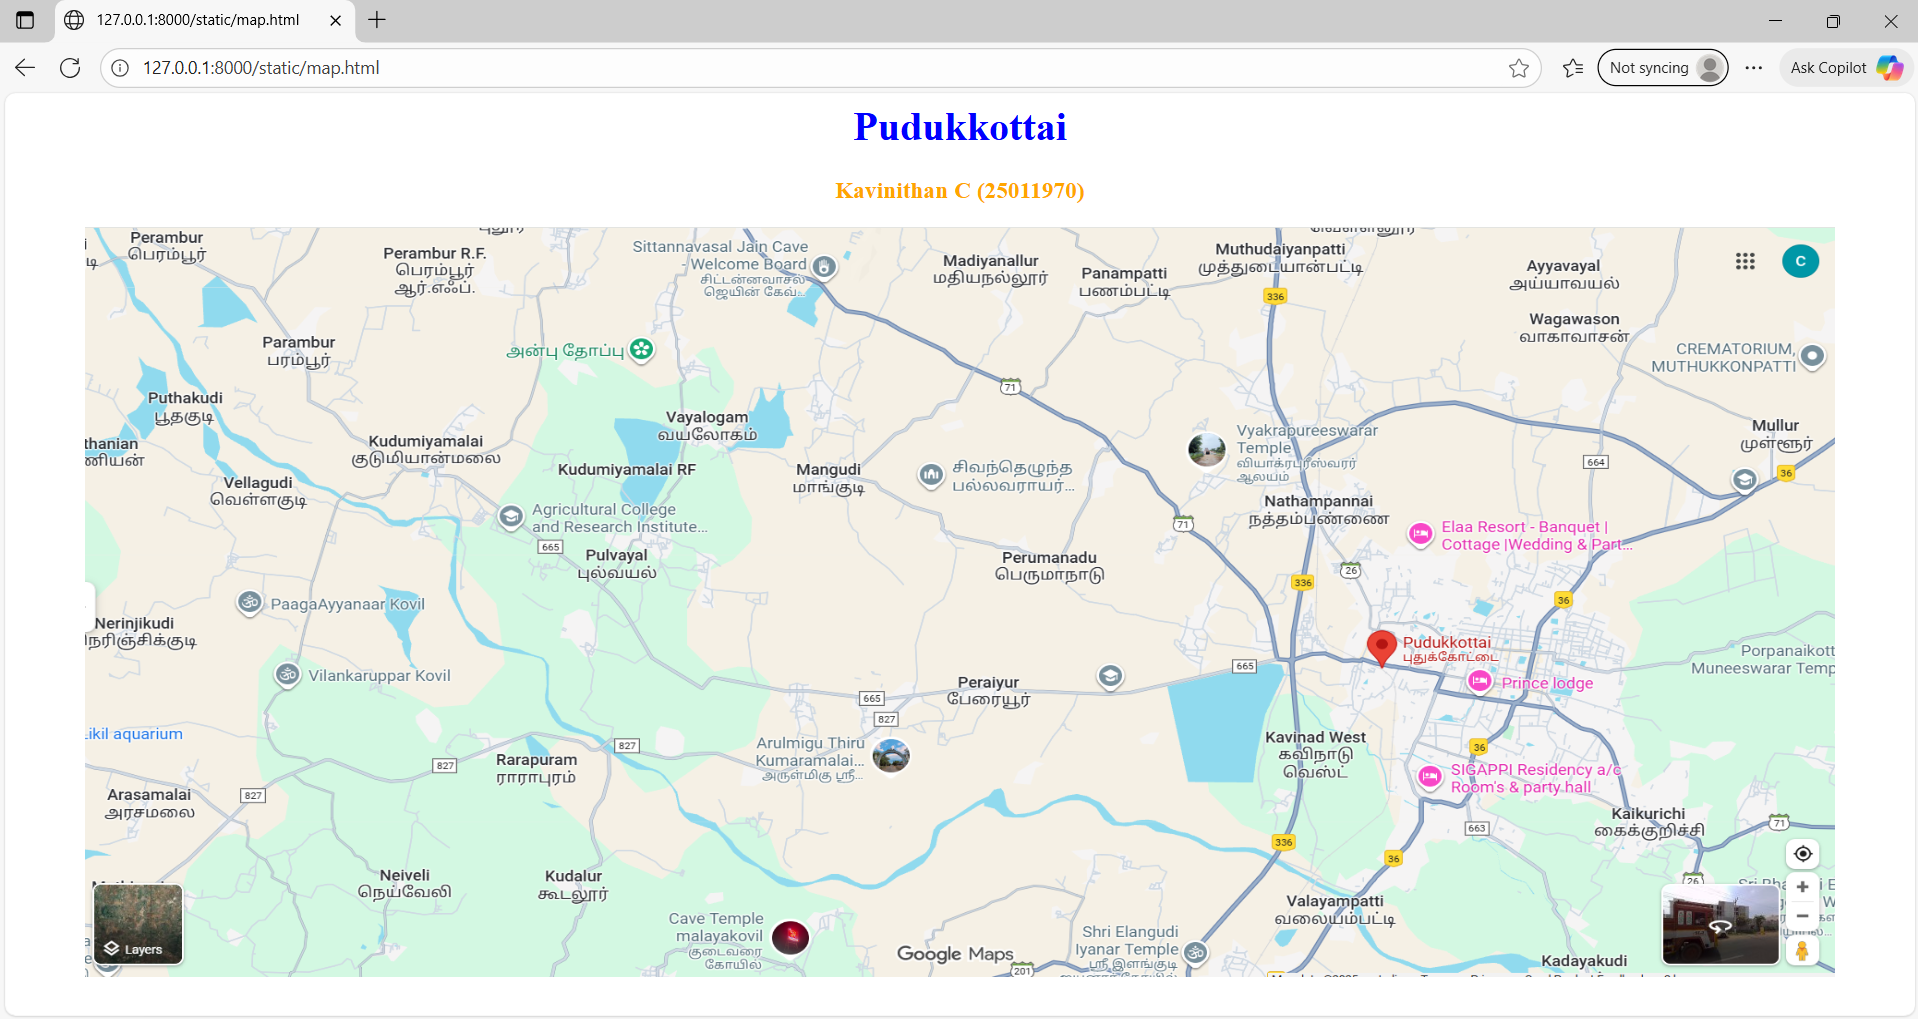 127.0.0.1:8000/static/map.html
127.0.0.1:8000/static/map.html
Not syncing
Ask Copilot
Pudukkottai
Kavinithan C (25011970)
Perambur
பெரம்பூர்
Perambur R.F.
பெரம்பூர்
ஆர்.எஃப்.
Sittannavasal Jain Cave
- Welcome Board
சிட்டன்னவாசல்
ஜெயின் கேவ்..
Madiyanallur
மதியநல்லூர்
Panampatti
பணம்பட்டி
Muthudaiyanpatti
முத்துடையான்பட்டி
336
Ayyavayal
அய்யாவயல்
C
Wagawason
வாகாவாசன்
CREMATORIUM,
MUTHUKKONPATTI
Parambur
பரம்பூர்
அன்பு தோப்பு
71
Puthakudi
பூதகுடி
Vayalogam
வயலோகம்
Mullur
முள்ளூர்
thanian
ணியன்
Kudumiyamalai
குடுமியான்மலை
Kudumiyamalai RF
Mangudi
மாங்குடி
சிவந்தெழுந்த
பல்லவராயர்...
Vyakrapureeswarar
Temple
வியாக்ரபுரீஸ்வரர்
ஆலயம்
664
36
Vellagudi
வெள்ளகுடி
Agricultural College
and Research Institute...
Nathampannai
நத்தம்பண்ணை
71
Elaa Resort - Banquet |
Cottage |Wedding & Part...
665
Pulvayal
புல்வயல்
Perumanadu
பெருமாநாடு
26
336
36
PaagaAyyanaar Kovil
Nerinjikudi
நெரிஞ்சிக்குடி
Pudukkottai
புதுக்கோட்டை
Porpanaikott
Muneeswarar Temp
Vilankaruppar Kovil
665
Prince lodge
Peraiyur
பேரையூர்
665
827
ikil aquarium
Arulmigu Thiru
Kumaramalai...
அருள்மிகு ஸ்ரீ...
827
Kavinad West
கவிநாடு
வெஸ்ட்
36
Rarapuram
ராராபுரம்
827
SIGAPPI Residency a/c
Room's & party hall
Arasamalai
அரசமலை
827
Kaikurichi
கைக்குறிச்சி
663
71
336
36
Neiveli
நெய்வேலி
Kudalur
கூடலூர்
26
Valayampatti
வலையம்பட்டி
Cave Temple
malayakovil
குடைவரை
கோயில்
Shri Elangudi
Iyanar Temple
ஸ்ரீ இளங்குடி
Layers
Google Maps
201
Kadayakudi